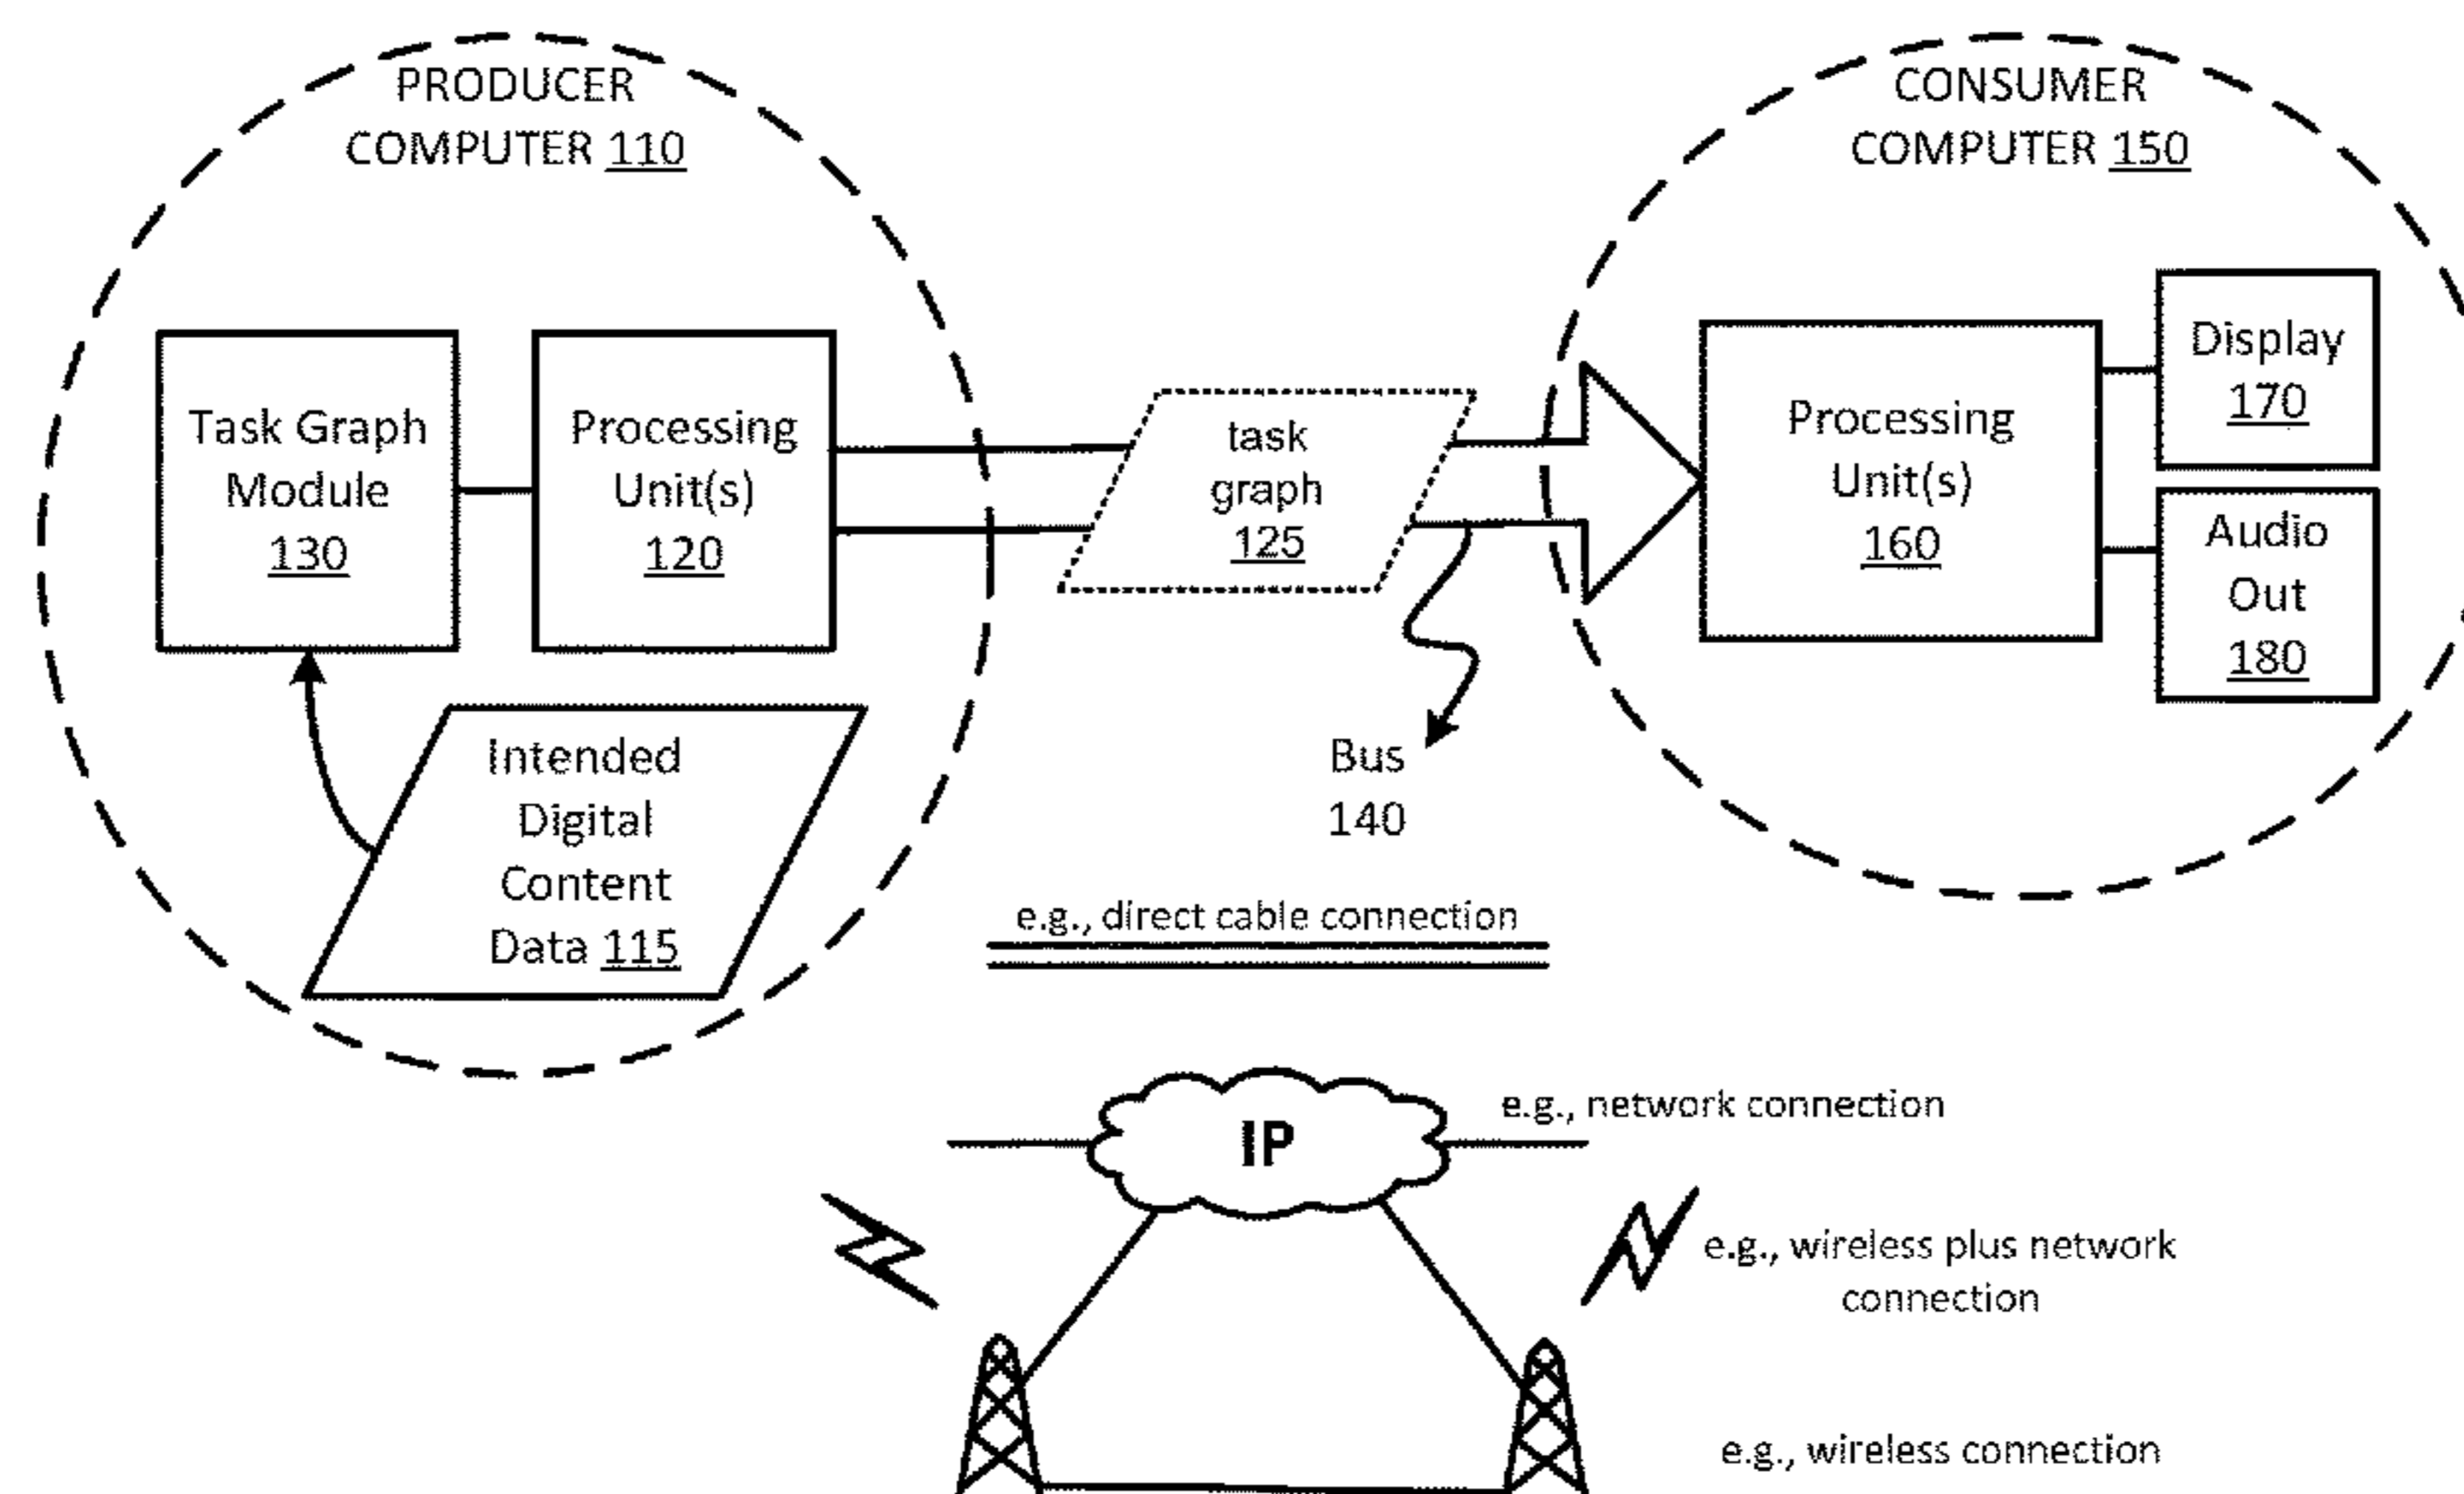 PRODUCER
COMPUTER 110
CONSUMER
COMPUTER 150
Task Graph
Module
130
Processing
Unit(s)
120
task
graph
125
Processing
Unit(s)
160
Display
170
Audio
Out
180
Intended
Digital
Content
Data 115
Bus
140
e.g., direct cable connection
IP
e.g., network connection
e.g., wireless plus network
connection
e.g., wireless connection